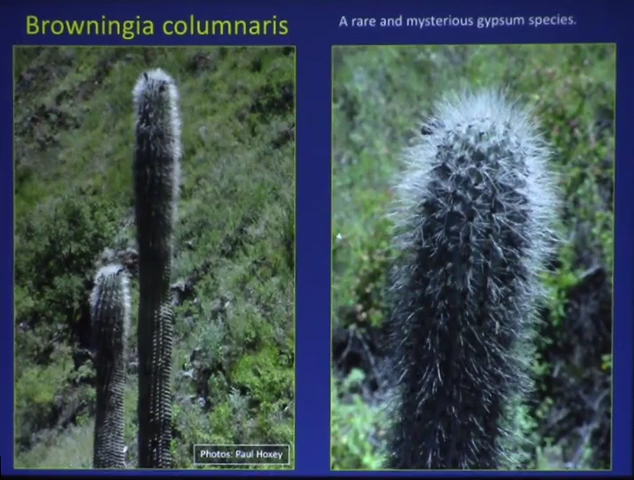 Browningia columnaris
A rare and mysterious gypsum species.
Photos: Paul Hoxey